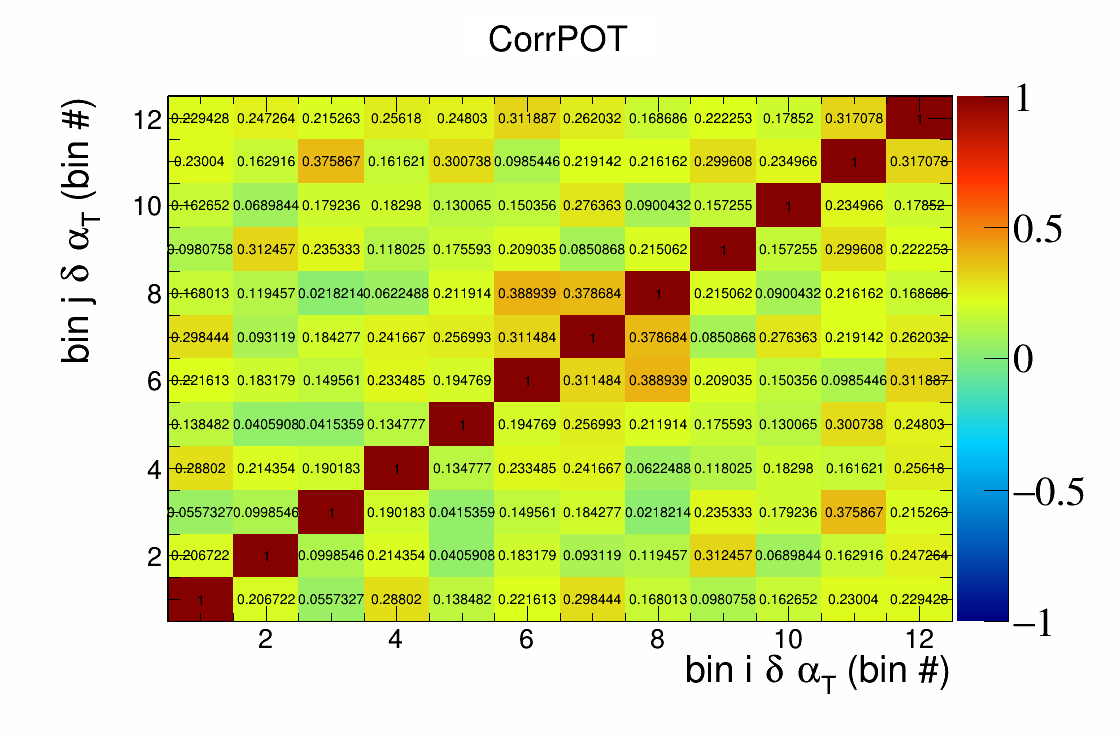 CorrPOT
bin j δ α_T (bin #)
12 0.229428 0.247264 0.215263 0.25618 0.24803 0.311887 0.262032 0.168686 0.222253 0.17852 0.317078 1
0.23004 0.162916 0.375867 0.161621 0.300738 0.0985446 0.219142 0.216162 0.299608 0.234966 1 0.317078
10 0.162652 0.0689844 0.179236 0.18298 0.130065 0.150356 0.276363 0.0900432 0.157255 1 0.234966 0.17852
0.0980758 0.312457 0.235333 0.118025 0.175593 0.209035 0.0850868 0.215062 1 0.157255 0.299608 0.222253
8 0.168013 0.119457 0.0218214 0.0622488 0.211914 0.388939 0.378684 1 0.215062 0.0900432 0.216162 0.168686
0.298444 0.093119 0.184277 0.241667 0.256993 0.311484 1 0.378684 0.0850868 0.276363 0.219142 0.262032
6 0.221613 0.183179 0.149561 0.233485 0.194769 1 0.311484 0.388939 0.209035 0.150356 0.0985446 0.311887
0.138482 0.0405908 0.0415359 0.134777 1 0.194769 0.256993 0.211914 0.175593 0.130065 0.300738 0.24803
4 0.28802 0.214354 0.190183 1 0.134777 0.233485 0.241667 0.0622488 0.118025 0.18298 0.161621 0.25618
0.0557327 0.0998546 1 0.190183 0.0415359 0.149561 0.184277 0.0218214 0.235333 0.179236 0.375867 0.215263
2 0.206722 1 0.0998546 0.214354 0.0405908 0.183179 0.093119 0.119457 0.312457 0.0689844 0.162916 0.247264
1 0.206722 0.0557327 0.28802 0.138482 0.221613 0.298444 0.168013 0.0980758 0.162652 0.23004 0.229428
2 4 6 8 10 12
bin i δ α_T (bin #)
1
0.5
0
−0.5
−1